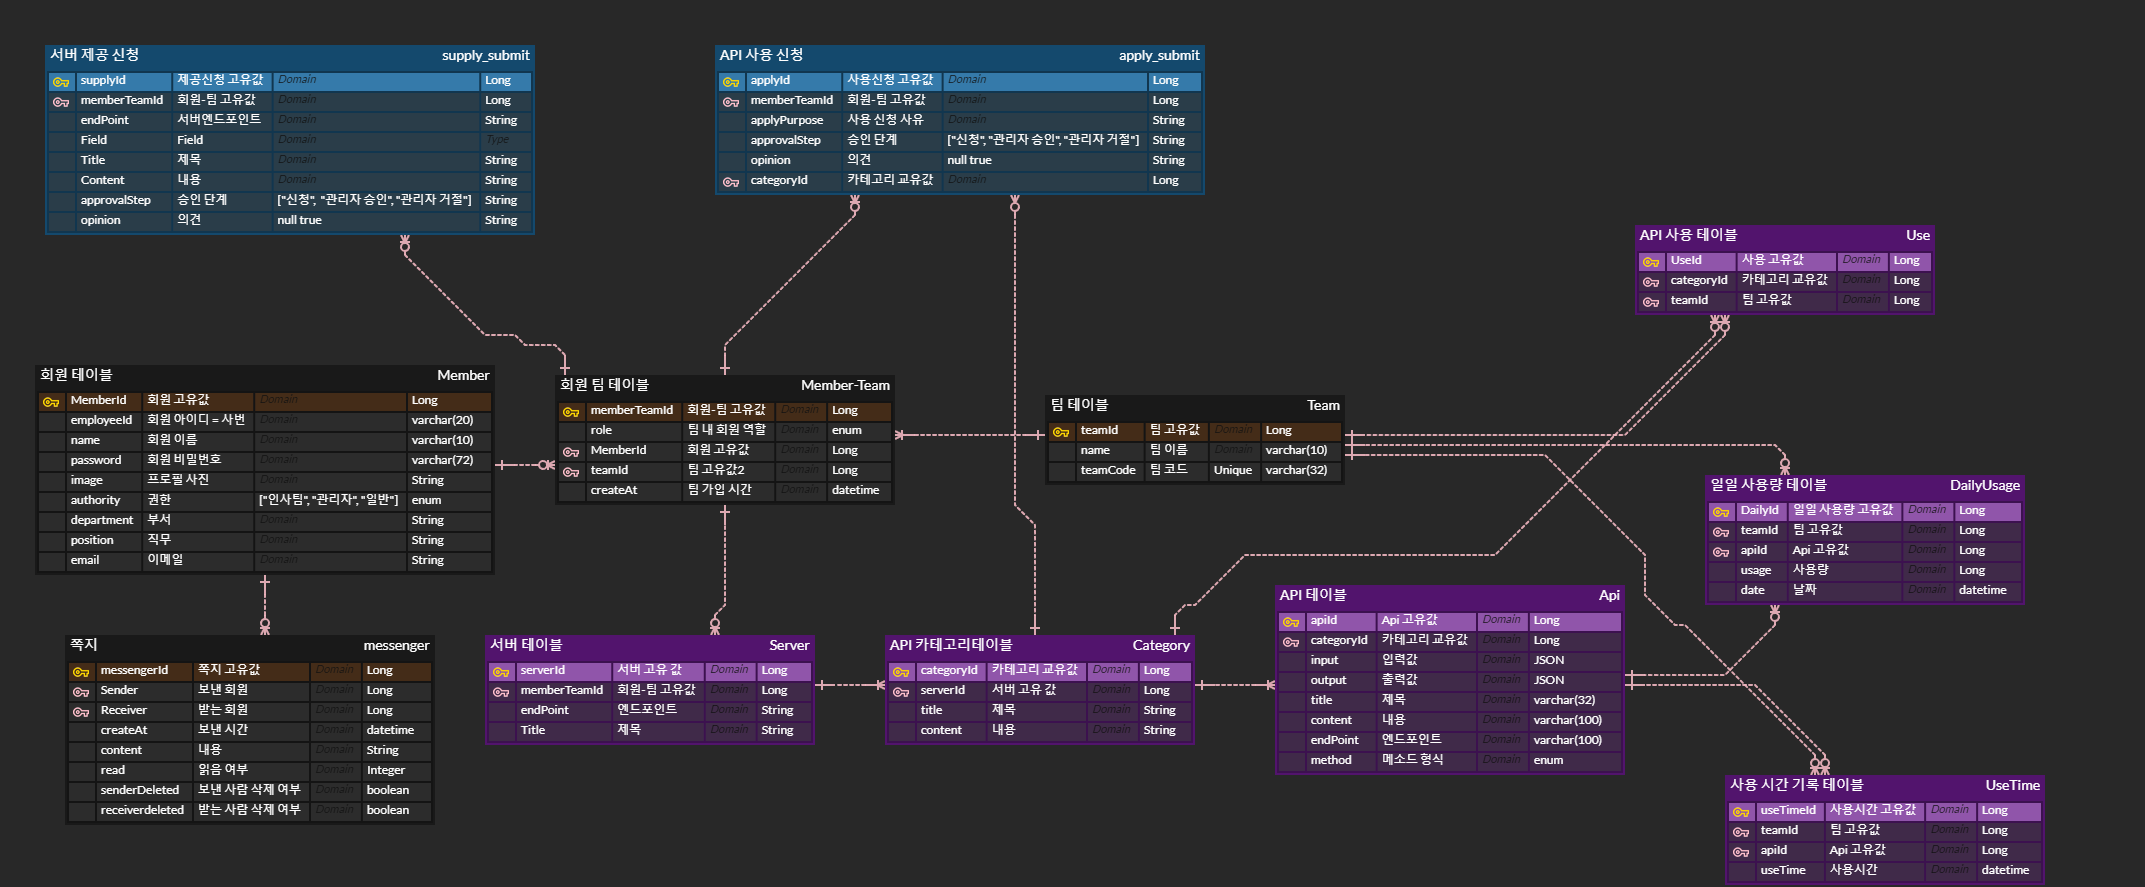 서버 제공 신청 supply_submit
supplyId 제공신청 고유값 Domain Long
memberTeamId 회원-팀 고유값 Domain Long
endPoint 서버엔드포인트 Domain String
Field Field Domain Type
Title 제목 Domain String
Content 내용 Domain String
approvalStep 승인 단계 ["신청", "관리자 승인", "관리자 거절"] String
opinion 의견 null true String
API 사용 신청 apply_submit
applyId 사용신청 고유값 Domain Long
memberTeamId 회원-팀 고유값 Domain Long
applyPurpose 사용 신청 사유 Domain String
approvalStep 승인 단계 ["신청", "관리자 승인", "관리자 거절"] String
opinion 의견 null true String
categoryId 카테고리 교유값 Domain Long
API 사용 테이블 Use
UseId 사용 고유값 Domain Long
categoryId 카테고리 교유값 Domain Long
teamId 팀 고유값 Domain Long
회원 테이블 Member
MemberId 회원 고유값 Domain Long
employeeId 회원 아이디 = 사번 Domain varchar(20)
name 회원 이름 Domain varchar(10)
password 회원 비밀번호 Domain varchar(72)
image 프로필 사진 Domain String
authority 권한 ["인사팀", "관리자", "일반"] enum
department 부서 Domain String
position 직무 Domain String
email 이메일 Domain String
회원 팀 테이블 Member-Team
memberTeamId 회원-팀 고유값 Domain Long
role 팀 내 회원 역할 Domain enum
MemberId 회원 고유값 Domain Long
teamId 팀 고유값2 Domain Long
createAt 팀 가입 시간 Domain datetime
팀 테이블 Team
teamId 팀 고유값 Domain Long
name 팀 이름 Domain varchar(10)
teamCode 팀 코드 Unique varchar(32)
일일 사용량 테이블 DailyUsage
DailyId 일일 사용량 고유값 Domain Long
teamId 팀 고유값 Domain Long
apiId Api 고유값 Domain Long
usage 사용량 Domain Long
date 날짜 Domain datetime
쪽지 messenger
messengerId 쪽지 고유값 Domain Long
Sender 보낸 회원 Domain Long
Receiver 받는 회원 Domain Long
createAt 보낸 시간 Domain datetime
content 내용 Domain String
read 읽음 여부 Domain Integer
senderDeleted 보낸 사람 삭제 여부 Domain boolean
receiverdeleted 받는 사람 삭제 여부 Domain boolean
서버 테이블 Server
serverId 서버 고유 값 Domain Long
memberTeamId 회원-팀 고유값 Domain Long
endPoint 엔드포인트 Domain String
Title 제목 Domain String
API 카테고리테이블 Category
categoryId 카테고리 교유값 Domain Long
serverId 서버 고유 값 Domain Long
title 제목 Domain String
content 내용 Domain String
API 테이블 Api
apiId Api 고유값 Domain Long
categoryId 카테고리 교유값 Domain Long
input 입력값 Domain JSON
output 출력값 Domain JSON
title 제목 Domain varchar(32)
content 내용 Domain varchar(100)
endPoint 엔드포인트 Domain varchar(100)
method 메소드 형식 Domain enum
사용 시간 기록 테이블 UseTime
useTimeId 사용시간 고유값 Domain Long
teamId 팀 고유값 Domain Long
apiId Api 고유값 Domain Long
useTime 사용시간 Domain datetime